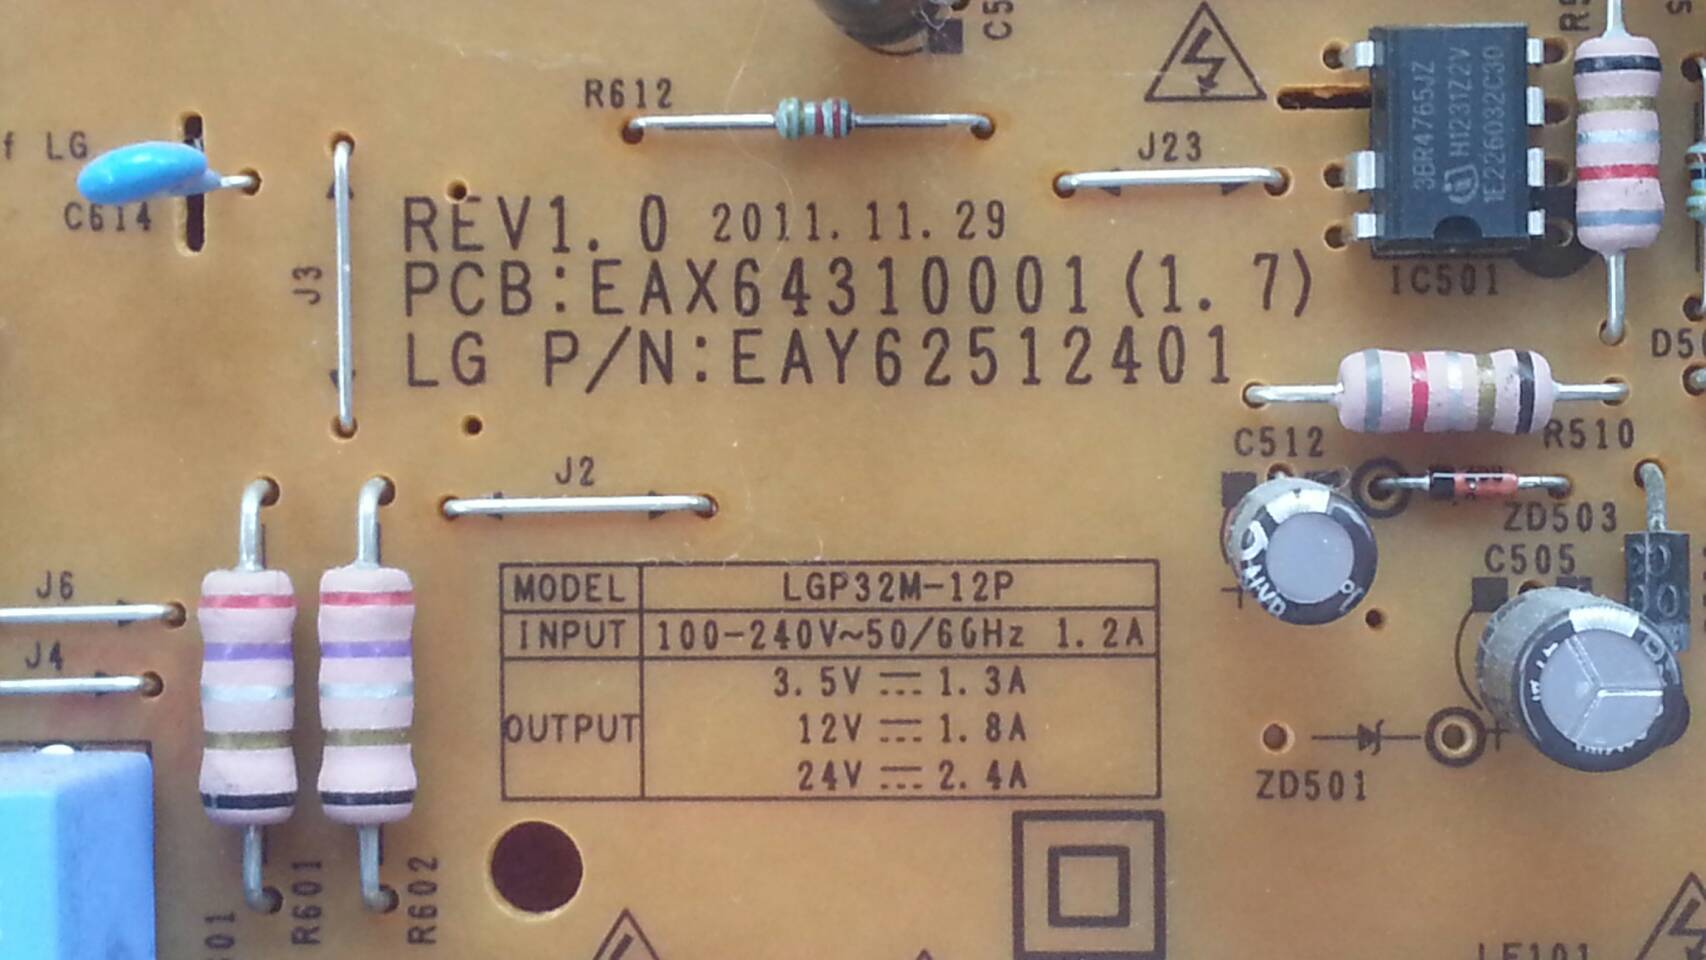 R612
f LG
C614
J3
J23
3BR4765JZ
H1231Z2V
1E226032C30
IC501
REV1. 0 2011.11.29
PCB:EAX64310001(1. 7)
LG P/N:EAY62512401
C512
R510
ZD503
C505
J2
J6
J4
MODEL LGP32M-12P
INPUT 100-240V~50/60Hz 1.2A
OUTPUT
3.5V 1.3A
12V 1.8A
24V 2.4A
ZD501
R601
R602